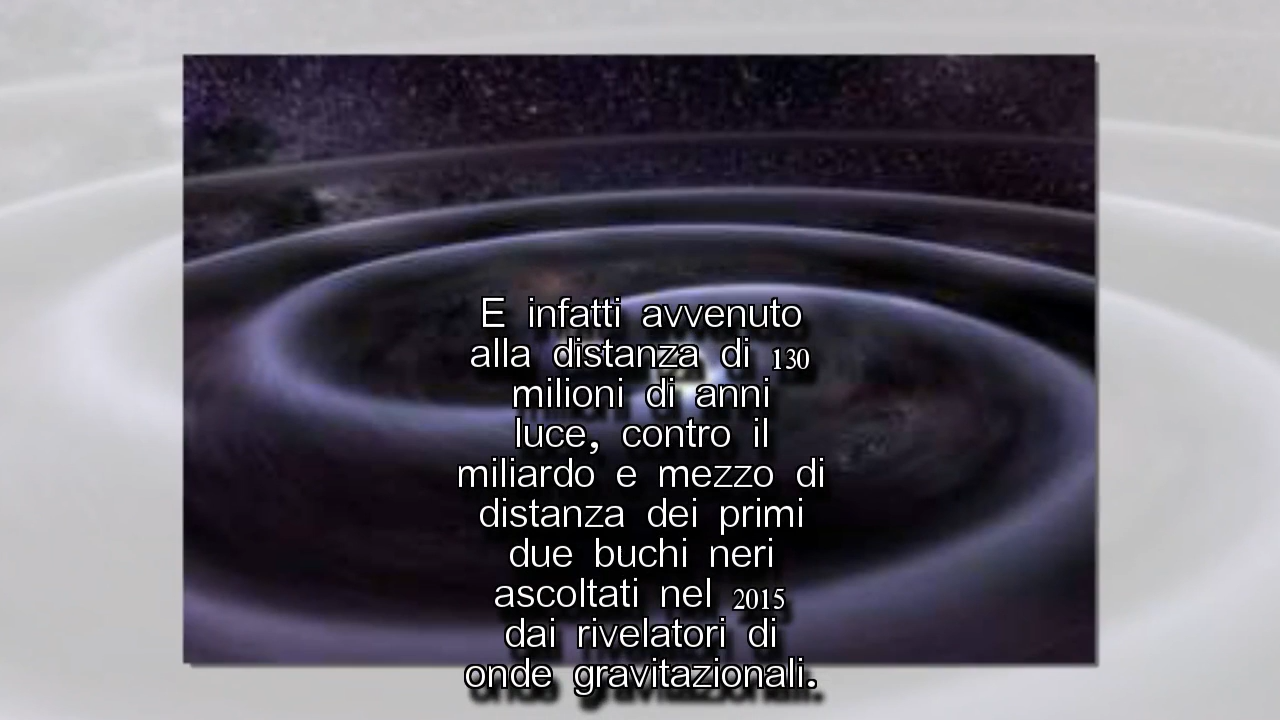 E infatti avvenuto
alla distanza di 130
milioni di anni
luce, contro il
miliardo e mezzo di
distanza dei primi
due buchi neri
ascoltati nel 2015
dai rivelatori di
onde gravitazionali.